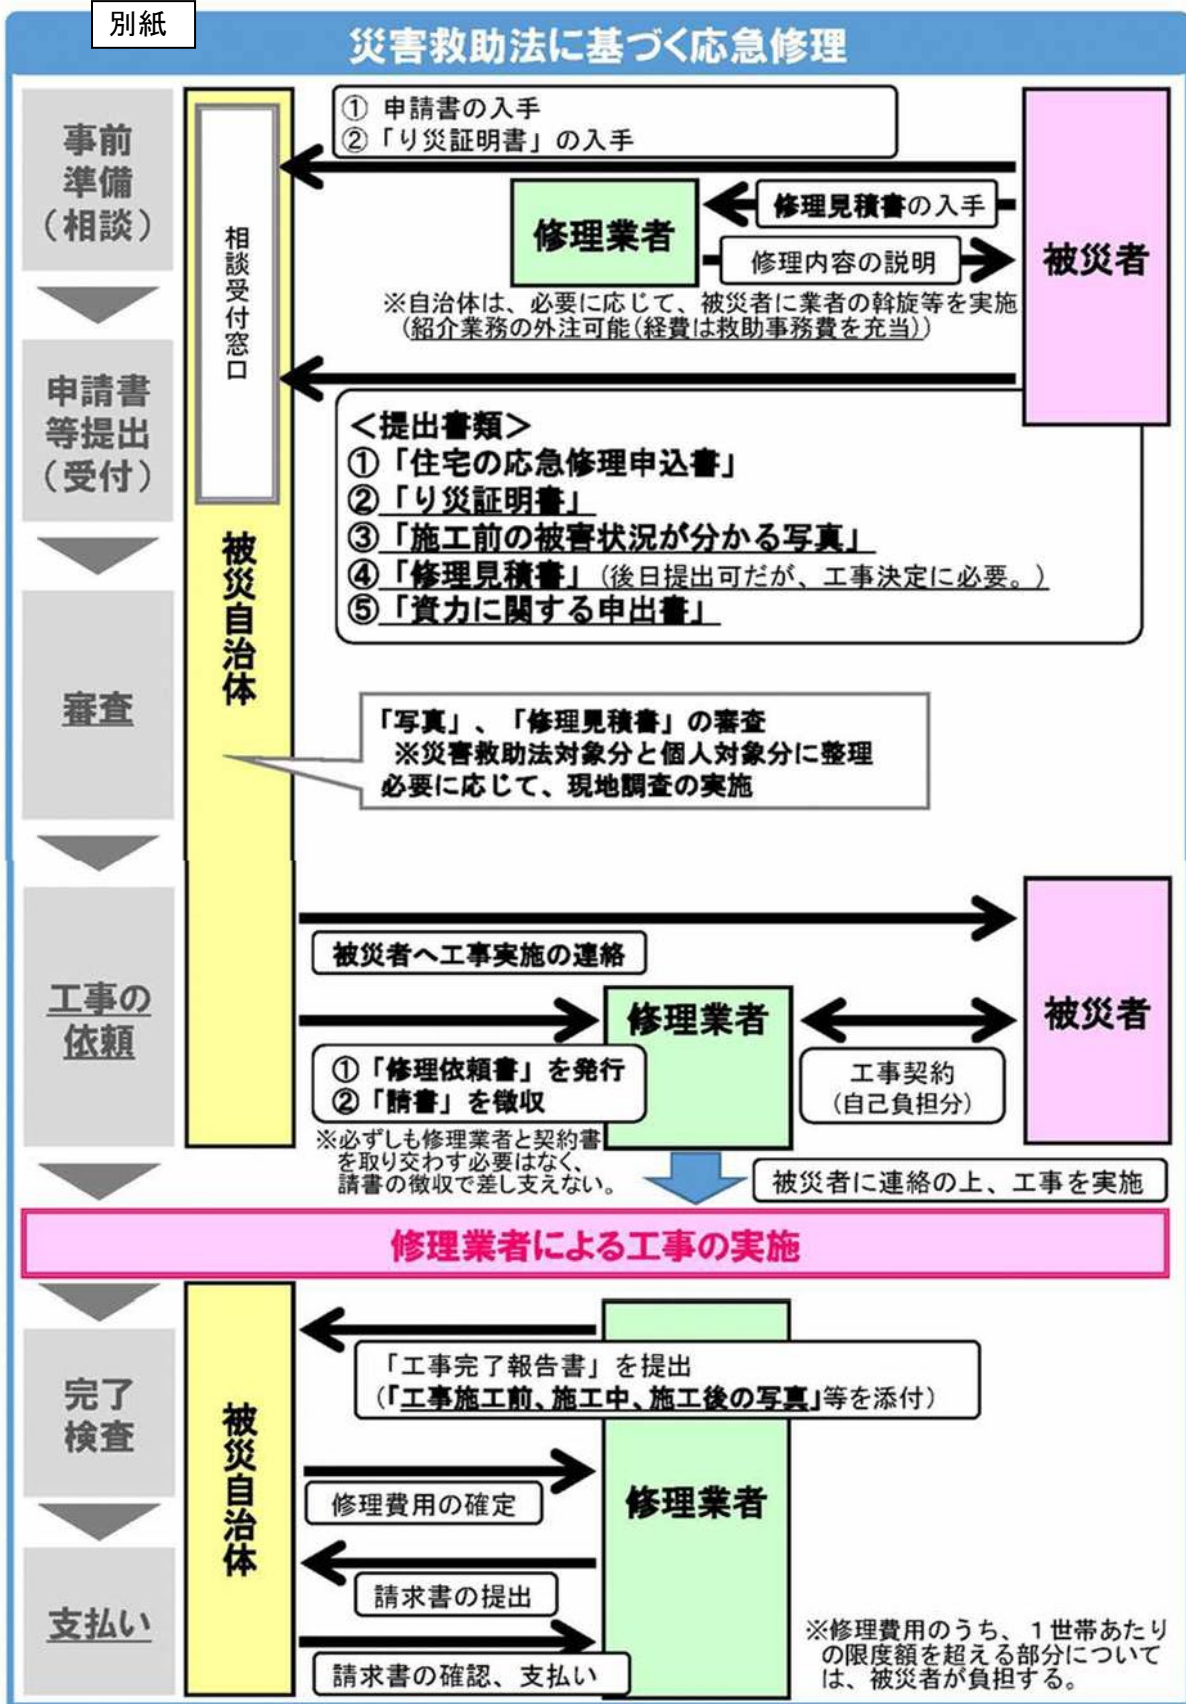 別紙
災害救助法に基づく応急修理
事前
準備
（相談）
① 申請書の入手
②「り災証明書」の入手
相談受付窓口
修理業者
修理見積書の入手
修理内容の説明
被災者
※自治体は、必要に応じて、被災者に業者の斡旋等を実施
（紹介業務の外注可能（経費は救助事務費を充当））
申請書
等提出
（受付）
＜提出書類＞
①「住宅の応急修理申込書」
②「り災証明書」
③「施工前の被害状況が分かる写真」
④「修理見積書」（後日提出可だが、工事決定に必要。）
⑤「資力に関する申出書」
被災自治体
審査
「写真」、「修理見積書」の審査
※災害救助法対象分と個人対象分に整理
必要に応じて、現地調査の実施
工事の
依頼
被災者へ工事実施の連絡
修理業者
被災者
①「修理依頼書」を発行
②「請書」を徴収
工事契約
（自己負担分）
※必ずしも修理業者と契約書
を取り交わす必要はなく、
請書の徴収で差し支えない。
被災者に連絡の上、工事を実施
修理業者による工事の実施
完了
検査
「工事完了報告書」を提出
（「工事施工前、施工中、施工後の写真」等を添付）
被災自治体
修理費用の確定
修理業者
請求書の提出
支払い
請求書の確認、支払い
※修理費用のうち、１世帯あたり
の限度額を超える部分について
は、被災者が負担する。